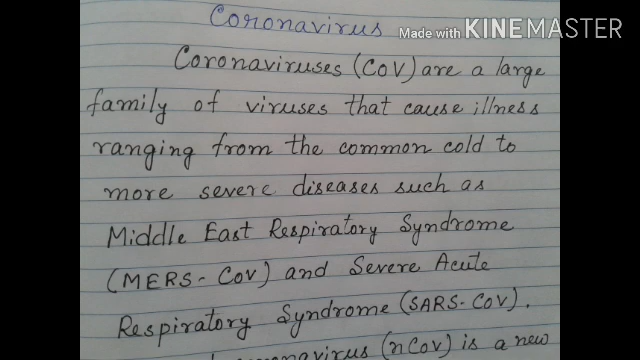 Coronavirus
Made with KINEMASTER
Coronaviruses (CoV) are a large
family of viruses that cause illness
ranging from the common cold to
more severe diseases such as
Middle East Respiratory Syndrome
(MERS-CoV) and Severe Acute
Respiratory Syndrome (SARS-CoV).
(nCoV) is a new